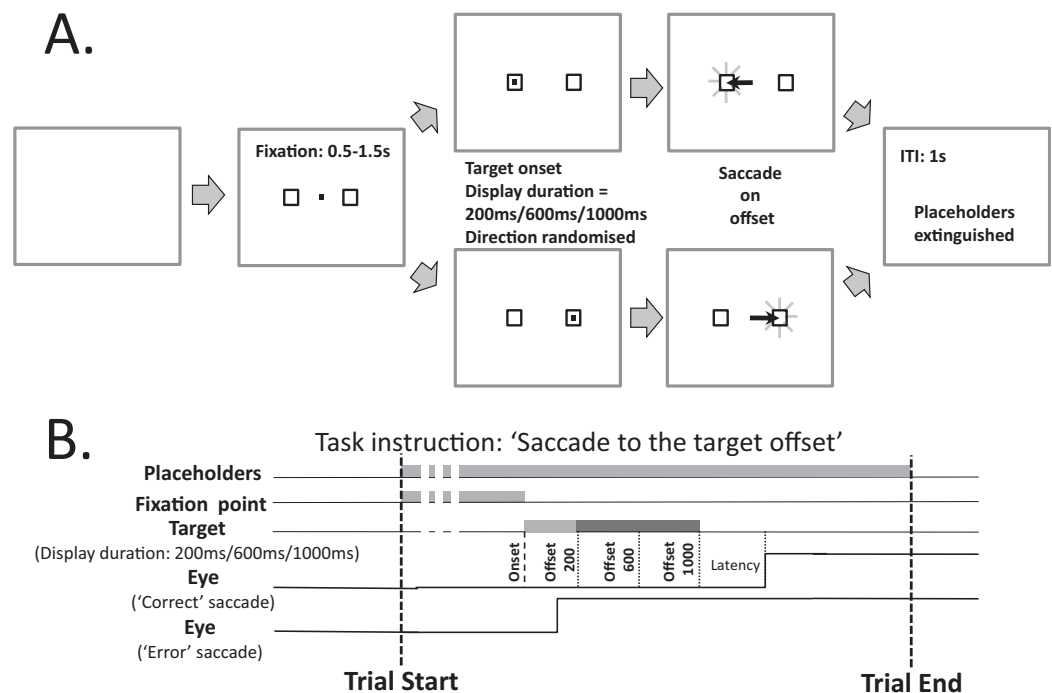 A.
Fixation: 0.5-1.5s
Target onset
Display duration =
200ms/600ms/1000ms
Direction randomised
Saccade
on
offset
ITI: 1s
Placeholders
extinguished
B.
Task instruction: ‘Saccade to the target offset’
Placeholders
Fixation point
Target
(Display duration: 200ms/600ms/1000ms)
Onset
Offset
200
Offset
600
Offset
1000
Latency
Eye
(‘Correct’ saccade)
Eye
(‘Error’ saccade)
Trial Start
Trial End